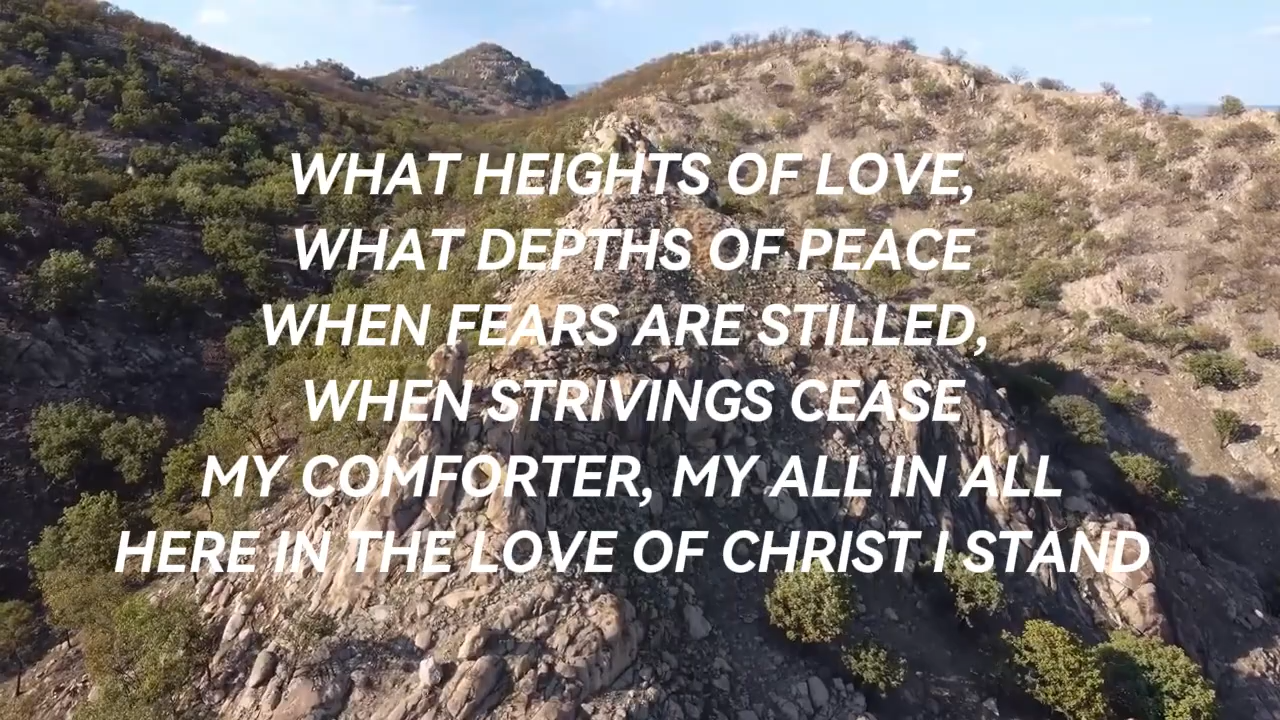 WHAT HEIGHTS OF LOVE,
WHAT DEPTHS OF PEACE
WHEN FEARS ARE STILLED,
WHEN STRIVINGS CEASE
MY COMFORTER, MY ALL IN ALL
HERE IN THE LOVE OF CHRIST I STAND